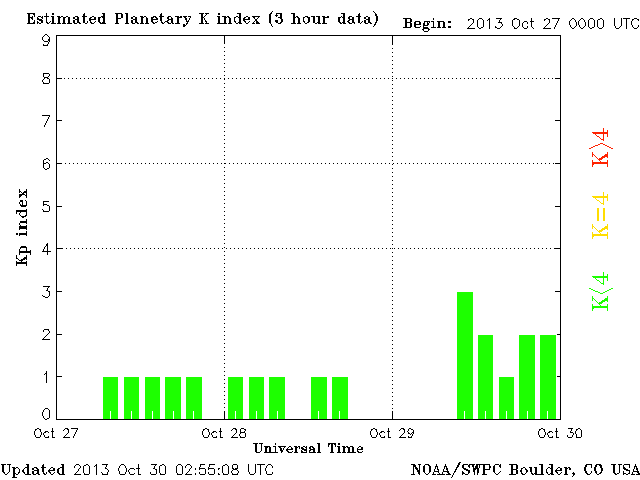 Estimated Planetary K index (3 hour data)
Begin: 2013 Oct 27 0000 UTC
9
8
7
6
5
4
3
2
1
0
Kp index
K>4
K=4
K<4
Oct 27
Oct 28
Oct 29
Oct 30
Universal Time
Updated 2013 Oct 30 02:55:08 UTC
NOAA/SWPC Boulder, CO USA